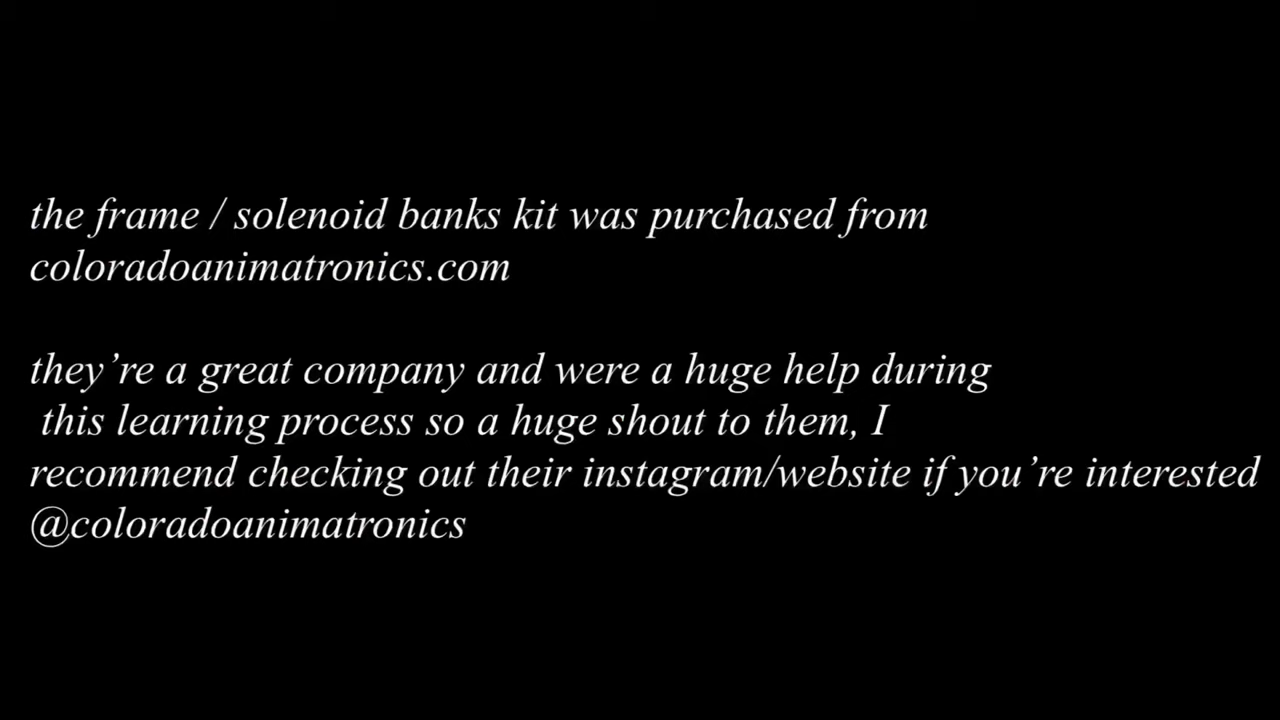 the frame / solenoid banks kit was purchased from
coloradoanimatronics.com
they’re a great company and were a huge help during
this learning process so a huge shout to them, I
recommend checking out their instagram/website if you’re interested
@coloradoanimatronics